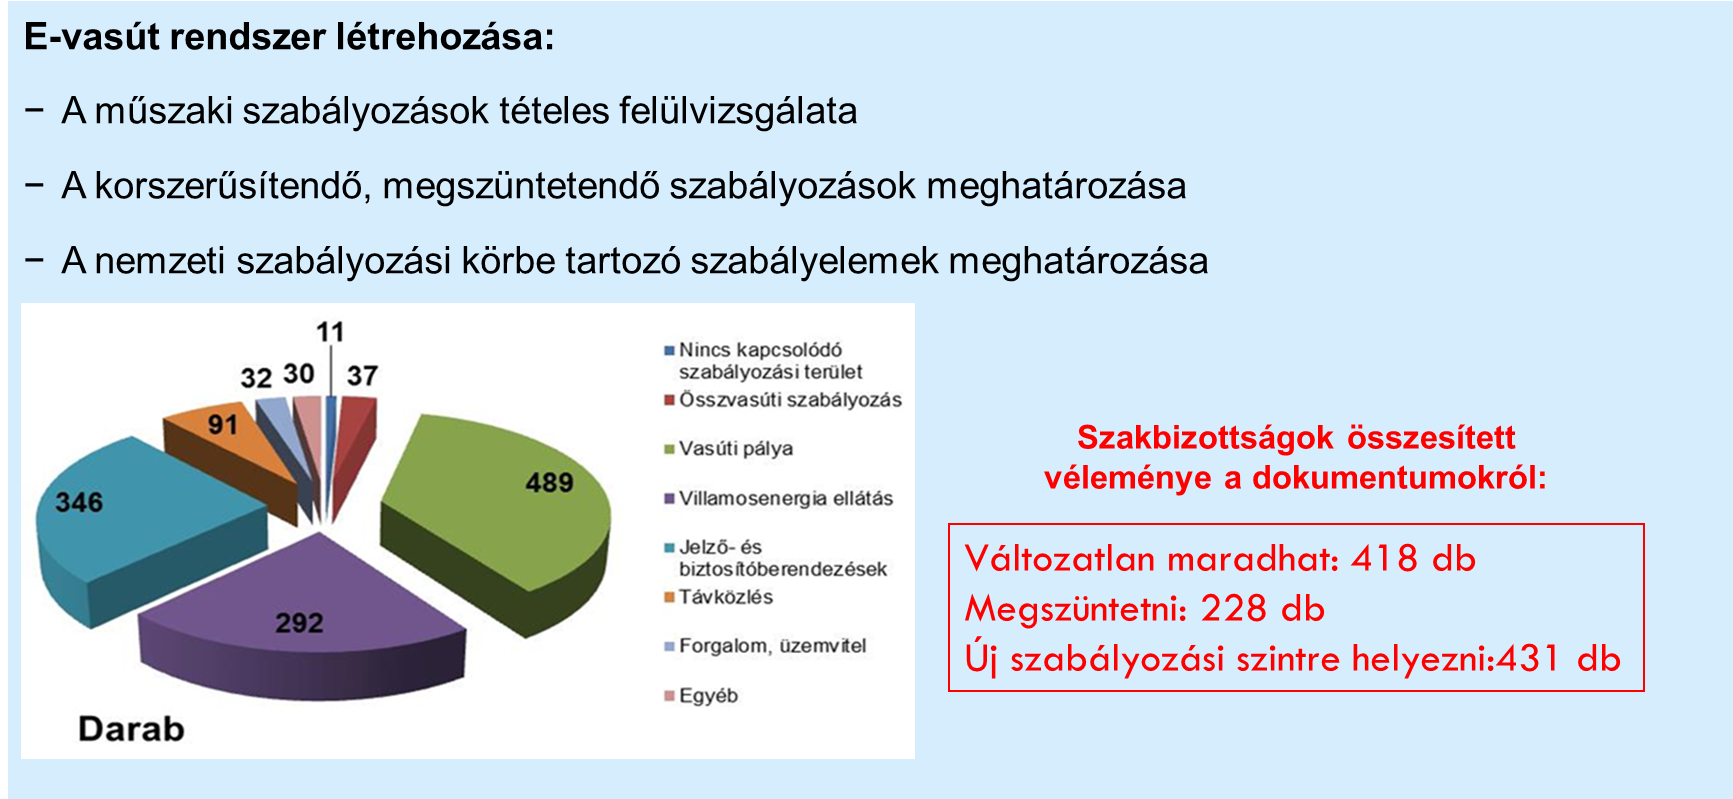 E-vasút rendszer létrehozása:
− A műszaki szabályozások tételes felülvizsgálata
− A korszerűsítendő, megszüntetendő szabályozások meghatározása
− A nemzeti szabályozási körbe tartozó szabályelemek meghatározása
11
32
30
37
91
489
346
292
Darab
Nincs kapcsolódó
szabályozási terület
Összvasúti szabályozás
Vasúti pálya
Villamosenergia ellátás
Jelző- és
biztosítóberendezések
Távközlés
Forgalom, üzemvitel
Egyéb
Szakbizottságok összesített
véleménye a dokumentumokról:
Változatlan maradhat: 418 db
Megszüntetni: 228 db
Új szabályozási szintre helyezni:431 db